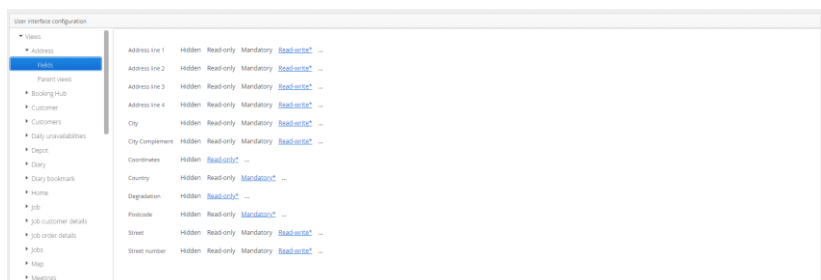 User interface configuration
Views
Address
Fields
Parent views
Booking Hub
Customer
Customers
Daily unavailabilities
Depot
Diary
Diary bookmark
Home
Job
Job customer details
Job order details
Jobs
Map
Meetings
Address line 1 Hidden Read-only Mandatory Read-write* ...
Address line 2 Hidden Read-only Mandatory Read-write* ...
Address line 3 Hidden Read-only Mandatory Read-write* ...
Address line 4 Hidden Read-only Mandatory Read-write* ...
City Hidden Read-only Mandatory Read-write* ...
City Complement Hidden Read-only Mandatory Read-write* ...
Coordinates Hidden Read-only* ...
Country Hidden Read-only Mandatory* ...
Degradation Hidden Read-only* ...
Postcode Hidden Read-only Mandatory* ...
Street Hidden Read-only Mandatory Read-write* ...
Street number Hidden Read-only Mandatory Read-write* ...